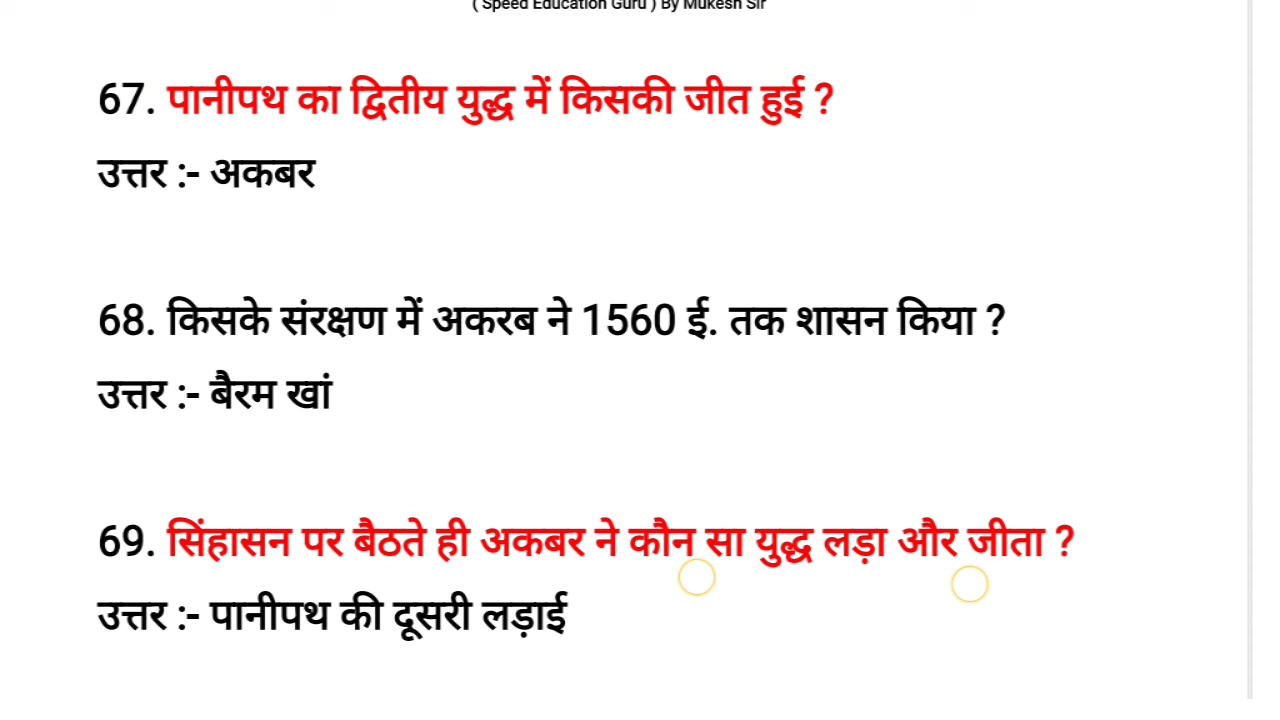 ( Speed Education Guru ) By Mukesh Sir
67. पानीपथ का द्वितीय युद्ध में किसकी जीत हुई ?
उत्तर :- अकबर
68. किसके संरक्षण में अकरब ने 1560 ई. तक शासन किया ?
उत्तर :- बैरम खां
69. सिंहासन पर बैठते ही अकबर ने कौन सा युद्ध लड़ा और जीता ?
उत्तर :- पानीपथ की दूसरी लड़ाई